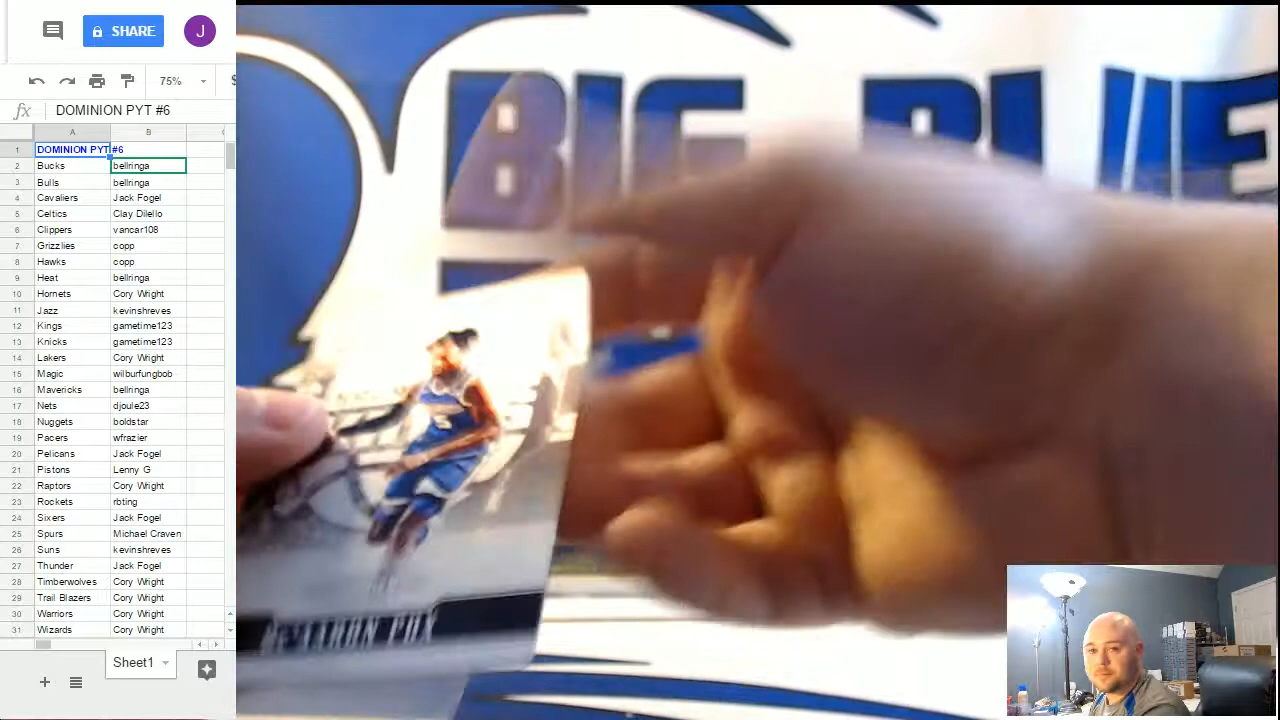 SHARE
J
75%
$
fx DOMINION PYT #6
A B
1 DOMINION PYT #6
2 Bucks bellringa
3 Bulls bellringa
4 Cavaliers Jack Fogel
5 Celtics Clay Dilello
6 Clippers vancar108
7 Grizzlies copp
8 Hawks copp
9 Heat bellringa
10 Hornets Cory Wright
11 Jazz kevinshreves
12 Kings gametime123
13 Knicks gametime123
14 Lakers Cory Wright
15 Magic wilburfungbob
16 Mavericks bellringa
17 Nets djoule23
18 Nuggets boldstar
19 Pacers wfrazier
20 Pelicans Jack Fogel
21 Pistons Lenny G
22 Raptors Cory Wright
23 Rockets rbting
24 Sixers Jack Fogel
25 Spurs Michael Craven
26 Suns kevinshreves
27 Thunder Jack Fogel
28 Timberwolves Cory Wright
29 Trail Blazers Cory Wright
30 Warriors Cory Wright
31 Wizards Cory Wright
Sheet1
BIG BLUE
DE'AARON FOX